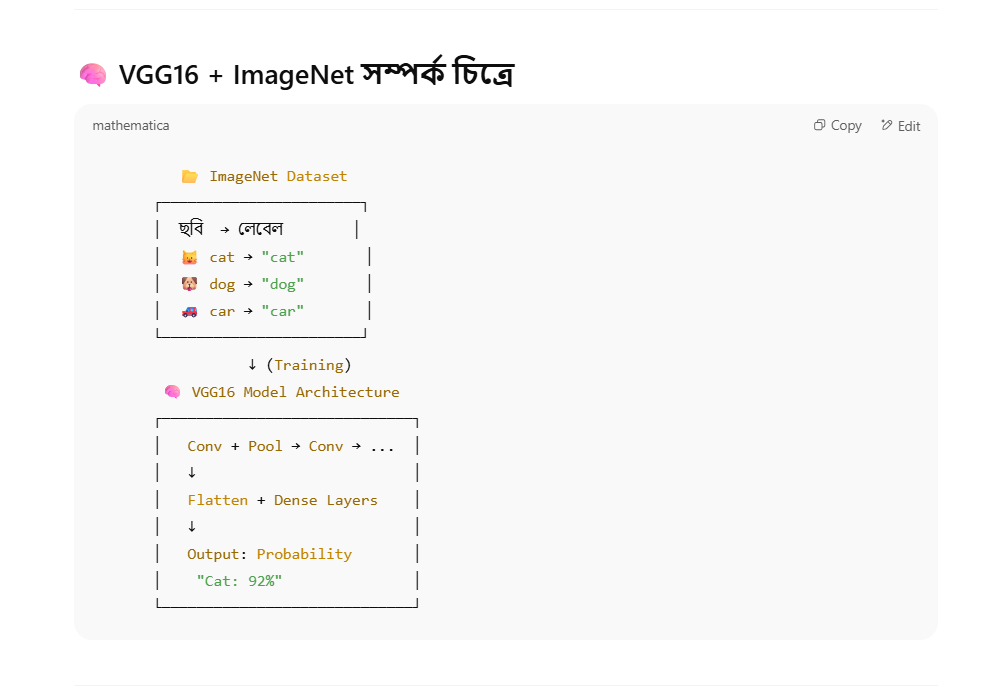 🧠 VGG16 + ImageNet সম্পর্ক চিত্রে
mathematica
Copy
Edit
📁 ImageNet Dataset
ছবি → লেবেল
🐱 cat → "cat"
🐶 dog → "dog"
🚙 car → "car"
↓ (Training)
🧠 VGG16 Model Architecture
Conv + Pool → Conv → ...
↓
Flatten + Dense Layers
↓
Output: Probability
"Cat: 92%"